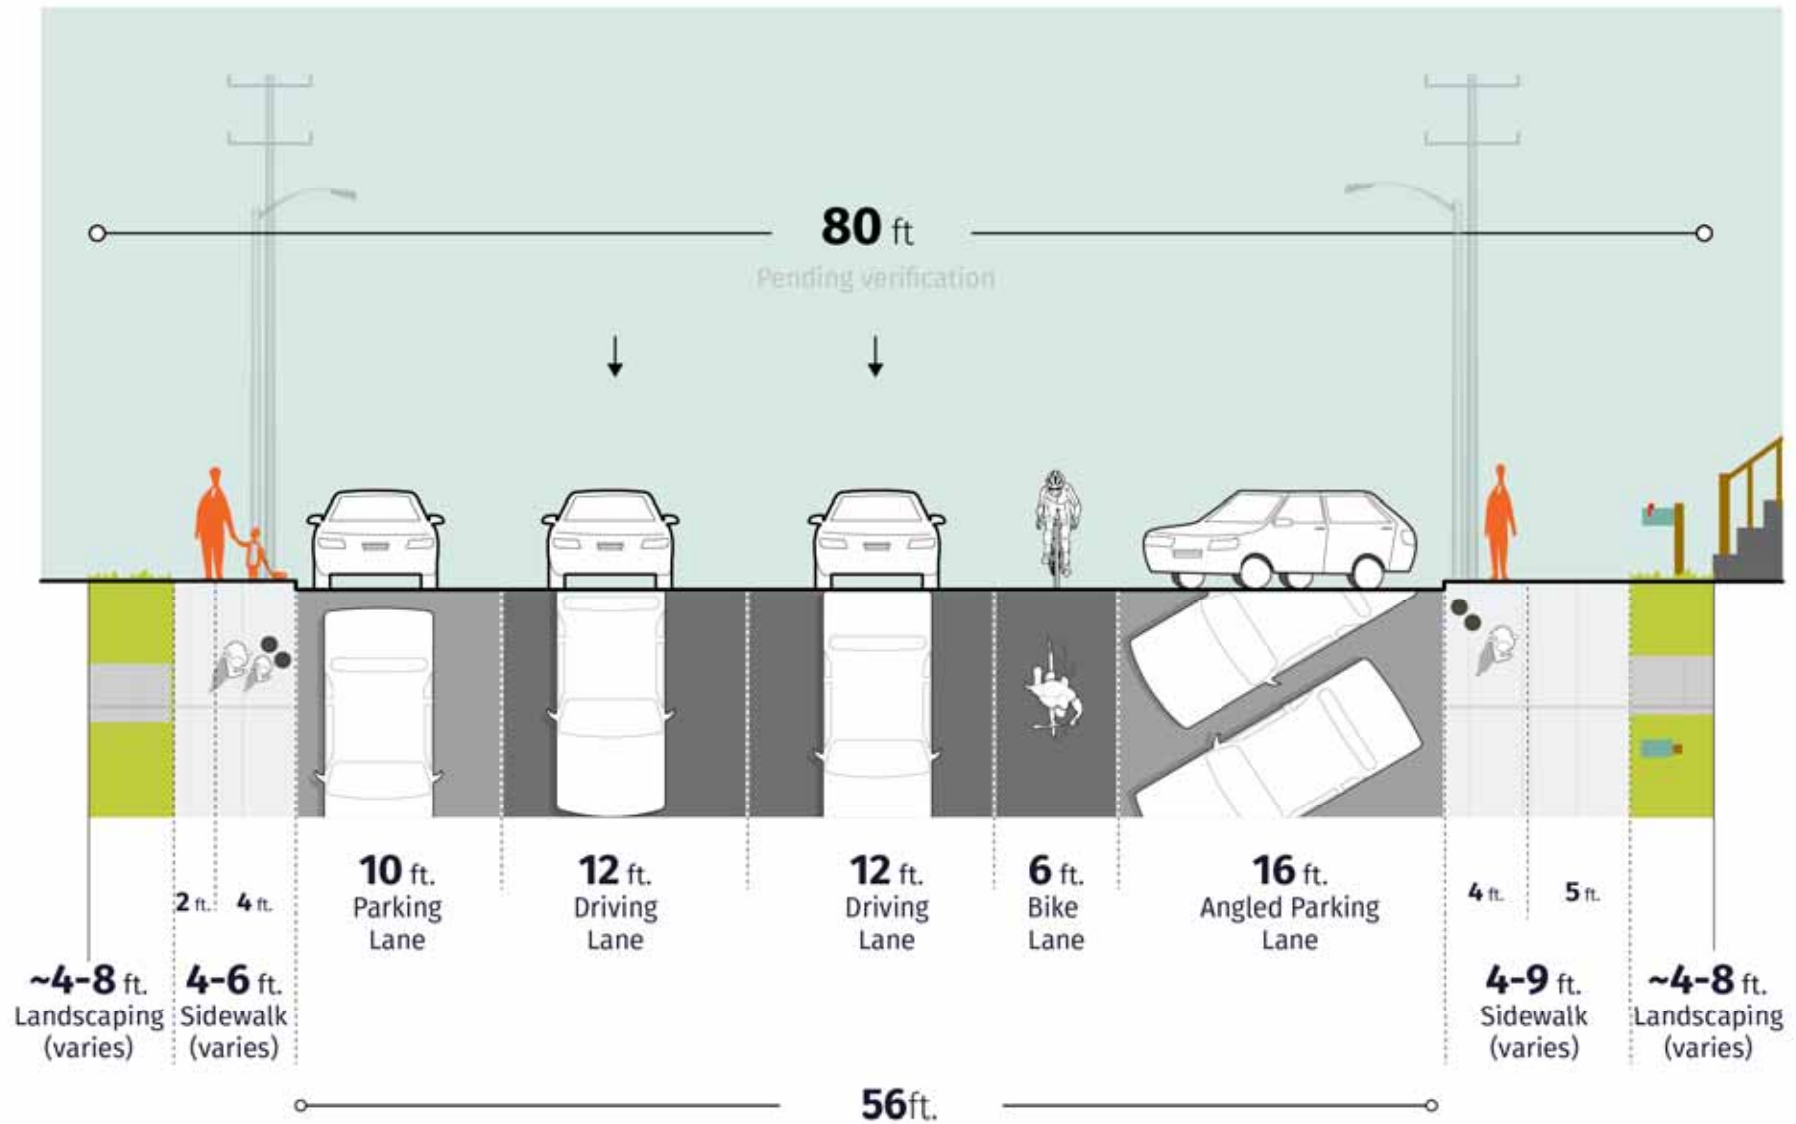 80 ft
Pending verification
2 ft.
4 ft.
10 ft.
Parking
Lane
12 ft.
Driving
Lane
12 ft.
Driving
Lane
6 ft.
Bike
Lane
16 ft.
Angled Parking
Lane
4 ft.
5 ft.
~4-8 ft.
Landscaping
(varies)
4-6 ft.
Sidewalk
(varies)
4-9 ft.
Sidewalk
(varies)
~4-8 ft.
Landscaping
(varies)
56ft.